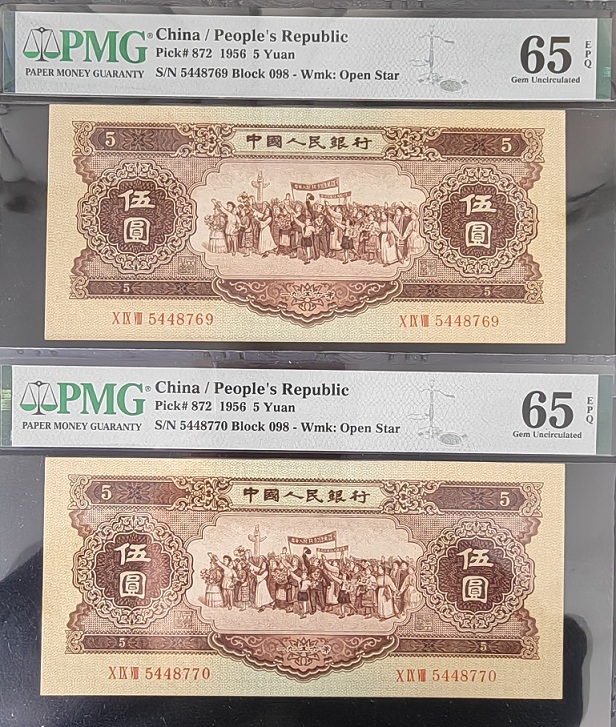 PMG
PAPER MONEY GUARANTY
China / People's Republic
Pick# 872 1956 5 Yuan
S/N 5448769 Block 098 - Wmk: Open Star
65 EPQ
Gem Uncirculated
5 中國人民銀行 5
伍圓 伍圓
5 5
XⅨⅧ 5448769 XⅨⅧ 5448769
PMG
PAPER MONEY GUARANTY
China / People's Republic
Pick# 872 1956 5 Yuan
S/N 5448770 Block 098 - Wmk: Open Star
65 EPQ
Gem Uncirculated
5 中國人民銀行 5
伍圓 伍圓
5 5
XⅨⅧ 5448770 XⅨⅧ 5448770